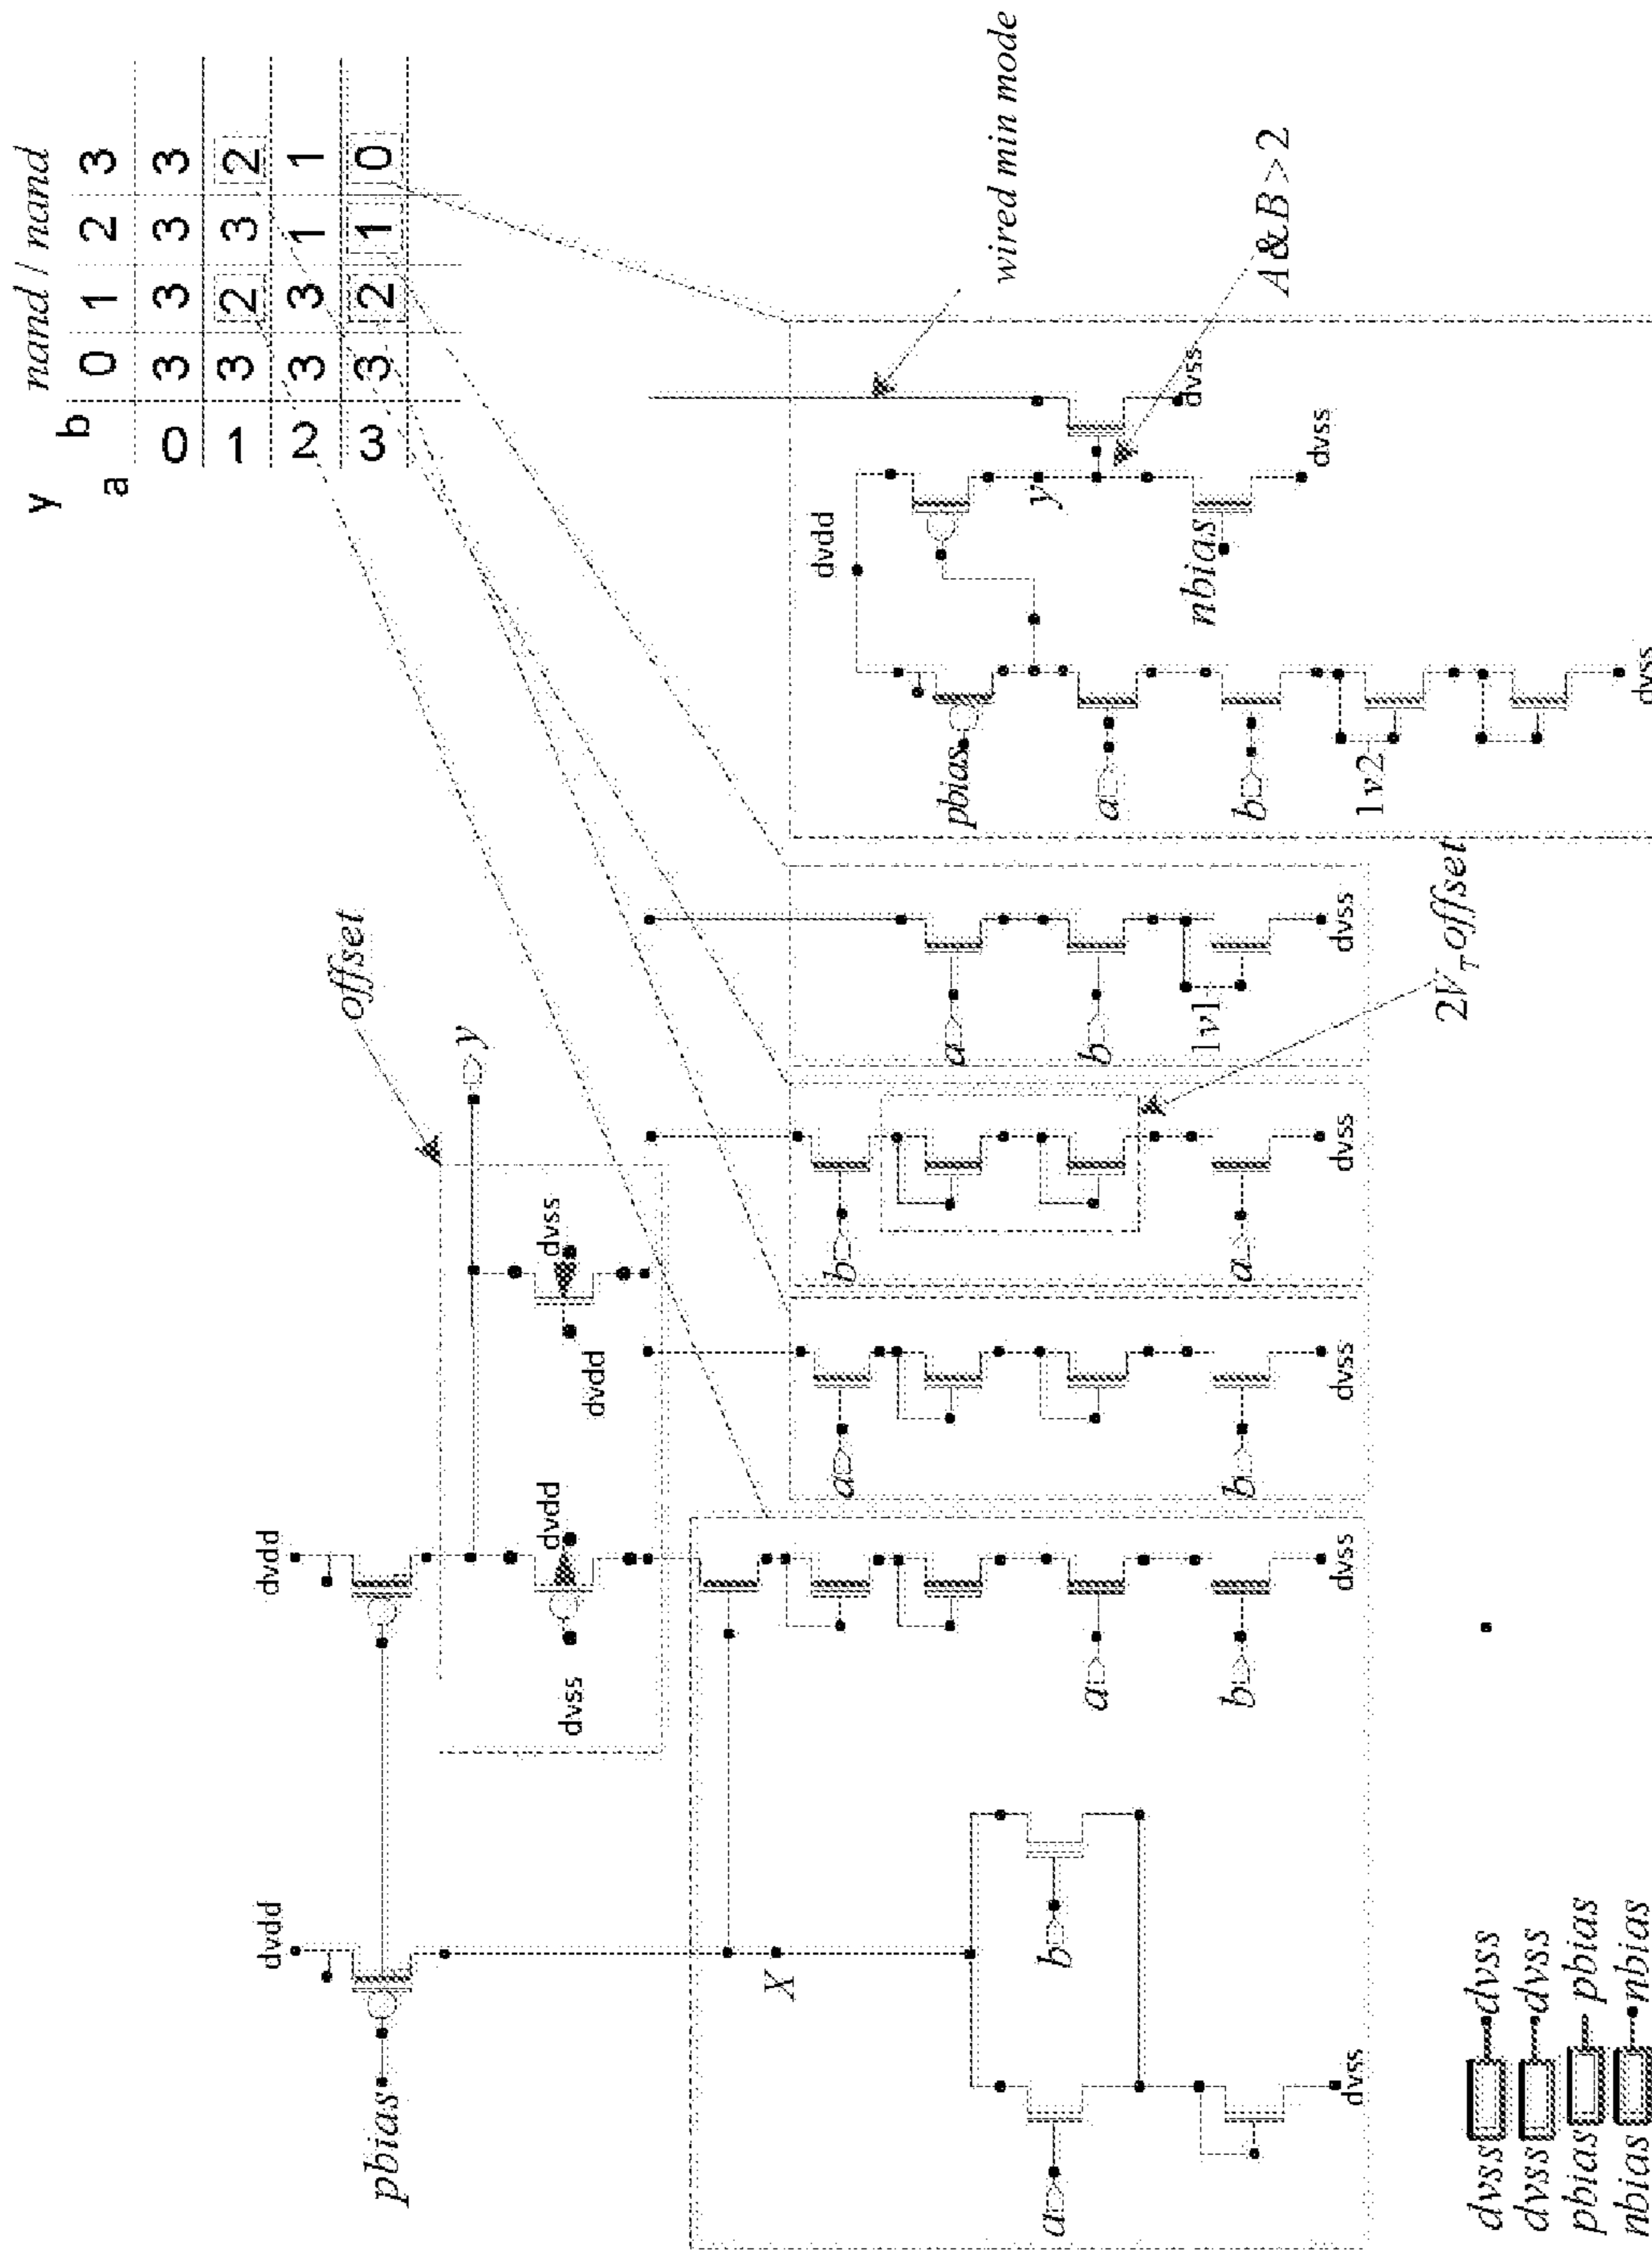 nand / nand
y b 0 1 2 3
a
0 3 3 3 3
1 3 2 3 2
2 3 3 1 1
3 3 2 1 0
offset
wired min mode
dvdd
dvdd
pbias
y
dvdd
dvss
dvss
dvdd
X
a
b
dvss
a
b
dvss
a
b
dvss
b
a
dvss
2V_T offset
a
b
1v1
dvss
dvdd
pbias
a
b
1v2
dvss
y
nbias
dvss
dvss
A&B >2
dvss dvss
dvss dvss
pbias pbias
nbias nbias